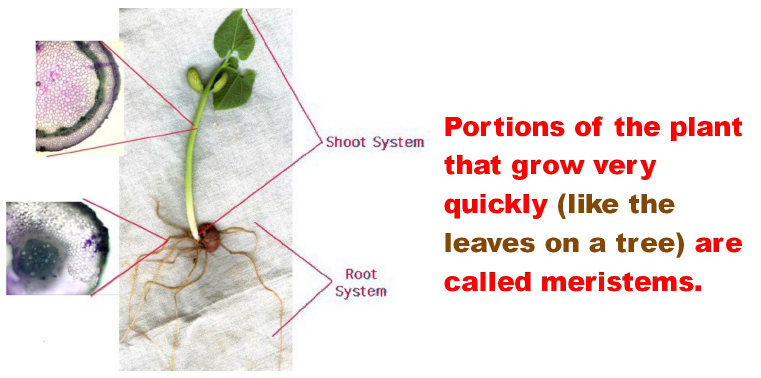 Shoot System
Root
System
Portions of the plant
that grow very
quickly (like the
leaves on a tree) are
called meristems.